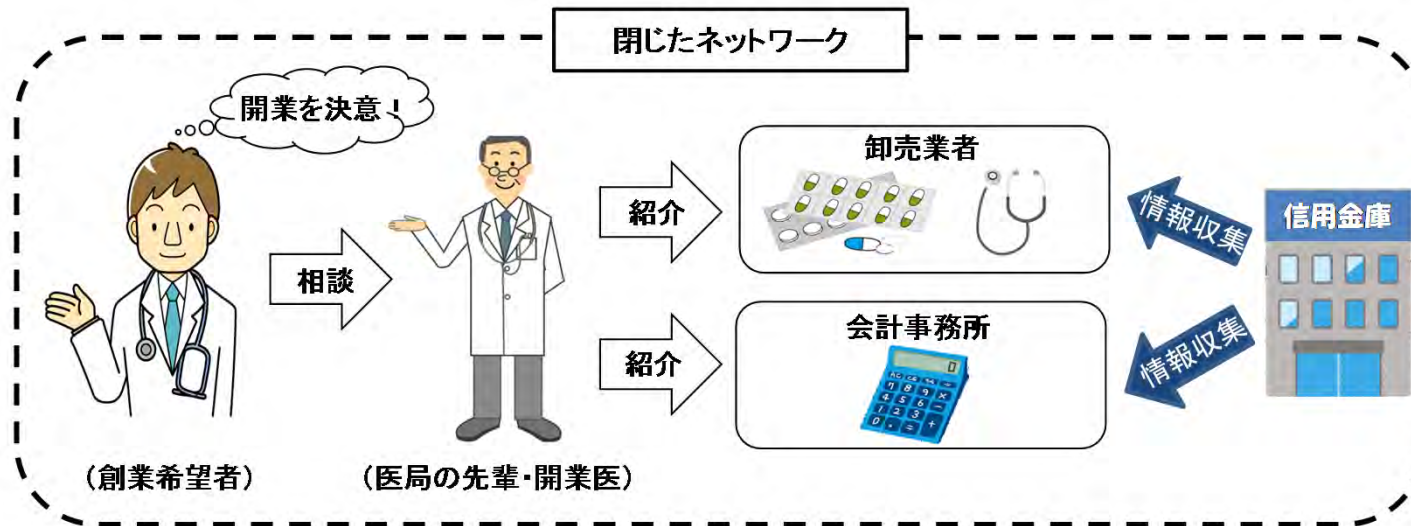 閉じたネットワーク
開業を決意！
相談
紹介
紹介
卸売業者
会計事務所
情報収集
情報収集
信用金庫
（創業希望者）
（医局の先輩・開業医）